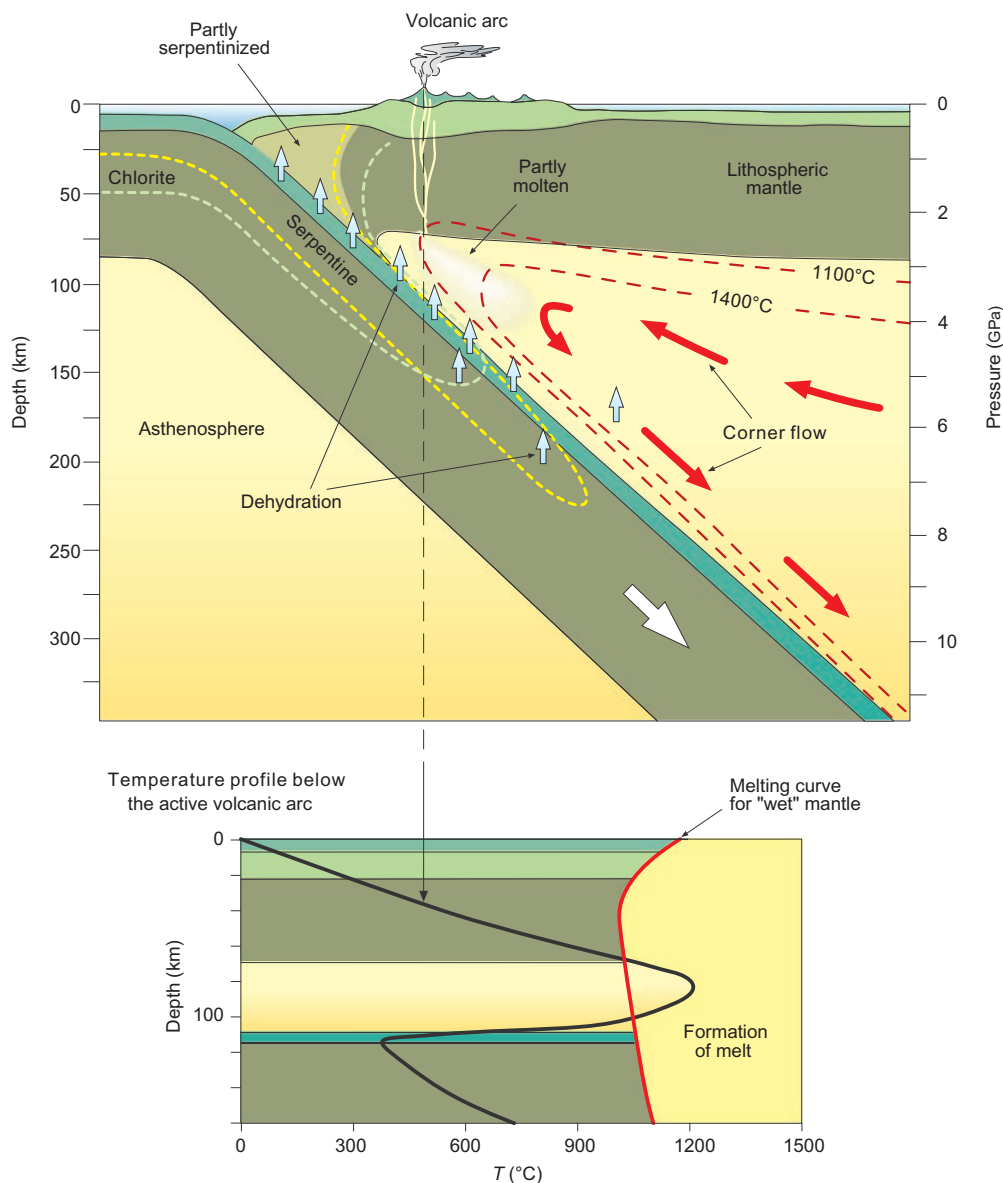 Volcanic arc
Partly
serpentinized
0
50
100
150
200
250
300
Depth (km)
0
2
4
6
8
10
Pressure (GPa)
Chlorite
Serpentine
Partly
molten
Lithospheric
mantle
1100°C
1400°C
Corner flow
Asthenosphere
Dehydration
Temperature profile below
the active volcanic arc
Melting curve
for "wet" mantle
0
100
Depth (km)
Formation
of melt
0
300
600
900
1200
1500
T (°C)